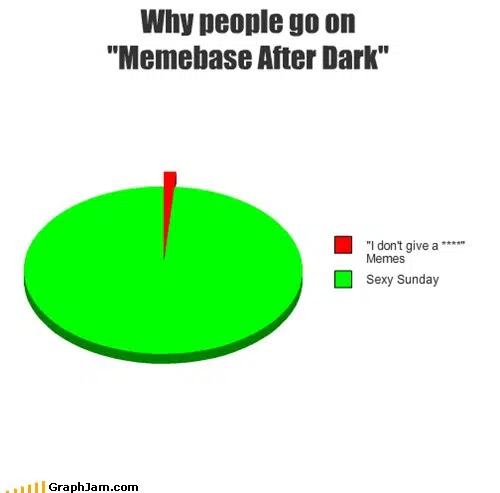 Why people go on
"Memebase After Dark"
"I don't give a ****"
Memes
Sexy Sunday
GraphJam.com